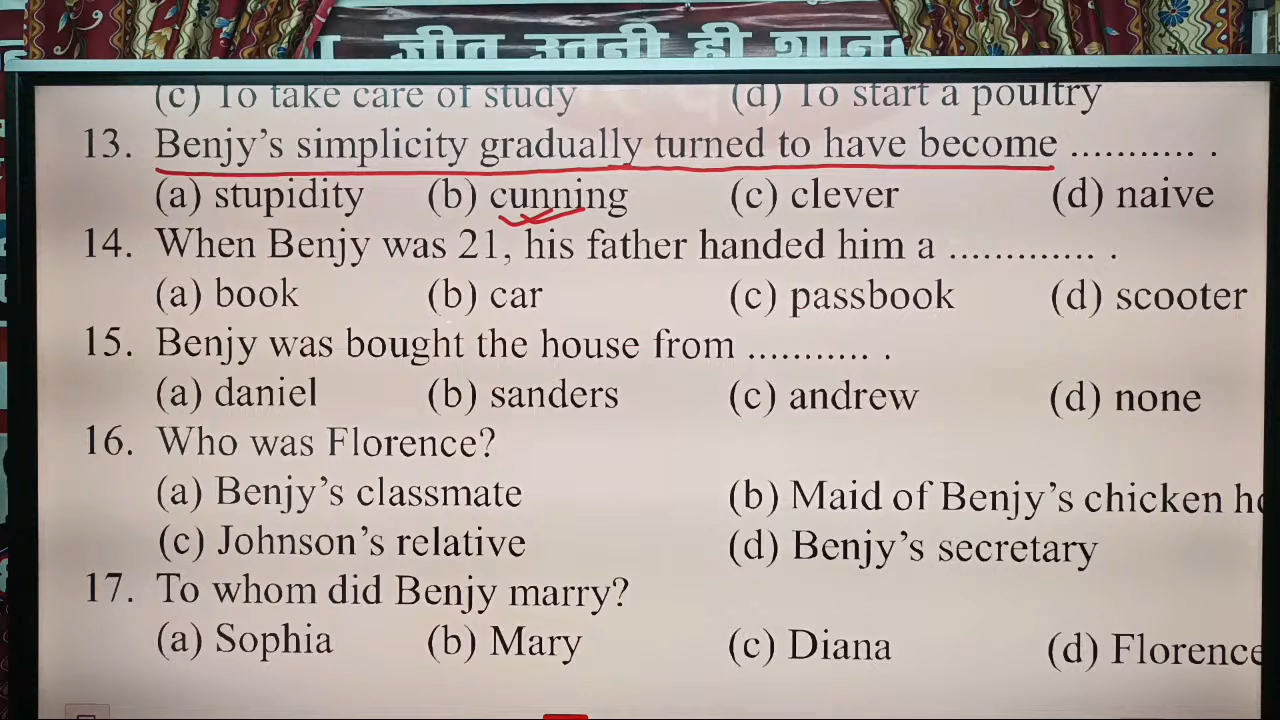 जीत उतनी ही शान
(c) To take care of study (d) To start a poultry
13. Benjy's simplicity gradually turned to have become ........... .
(a) stupidity (b) cunning (c) clever (d) naive
14. When Benjy was 21, his father handed him a ............. .
(a) book (b) car (c) passbook (d) scooter
15. Benjy was bought the house from ........... .
(a) daniel (b) sanders (c) andrew (d) none
16. Who was Florence?
(a) Benjy's classmate (b) Maid of Benjy's chicken
(c) Johnson's relative (d) Benjy's secretary
17. To whom did Benjy marry?
(a) Sophia (b) Mary (c) Diana (d) Florence